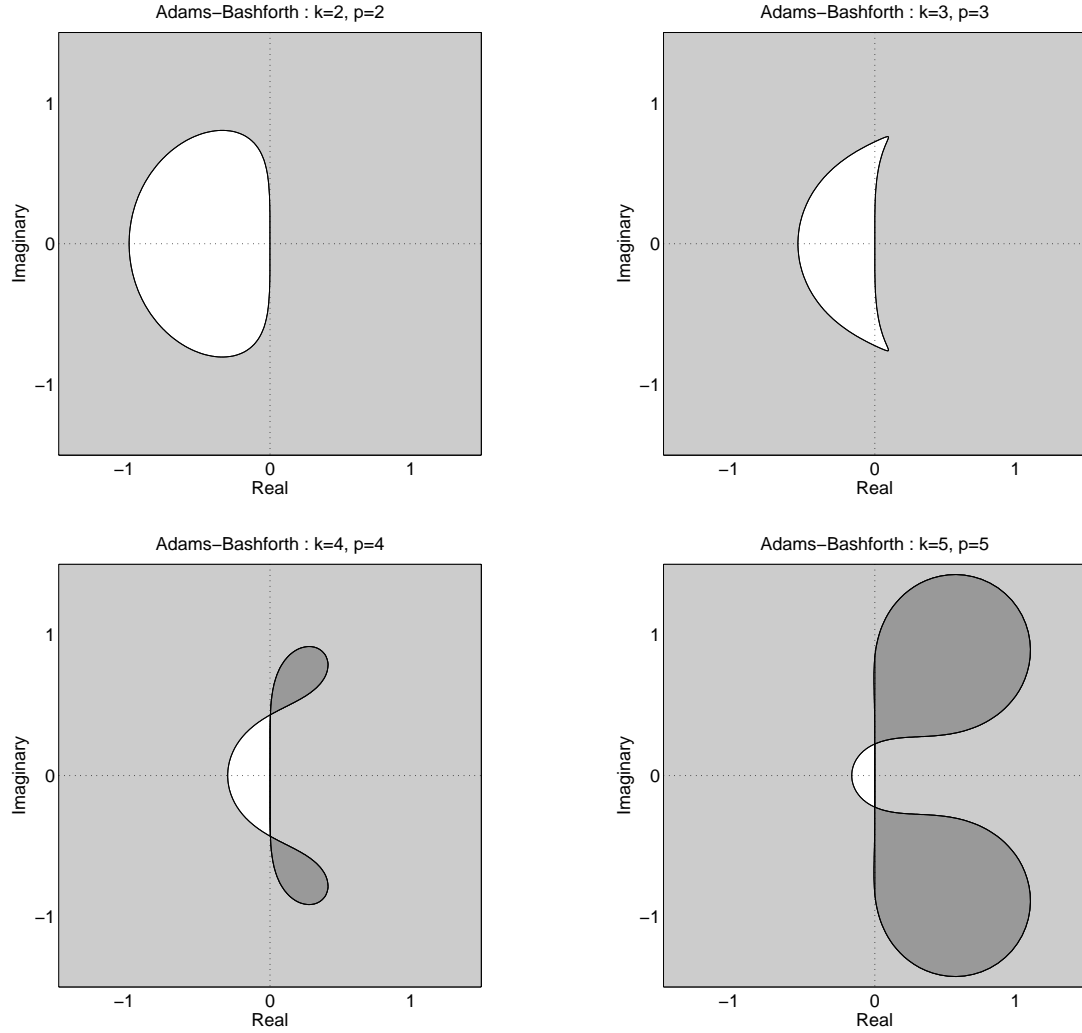 Adams−Bashforth : k=2, p=2
1
0
−1
Imaginary
−1
0
1
Real
Adams−Bashforth : k=3, p=3
1
0
−1
Imaginary
−1
0
1
Real
Adams−Bashforth : k=4, p=4
1
0
−1
Imaginary
−1
0
1
Real
Adams−Bashforth : k=5, p=5
1
0
−1
Imaginary
−1
0
1
Real